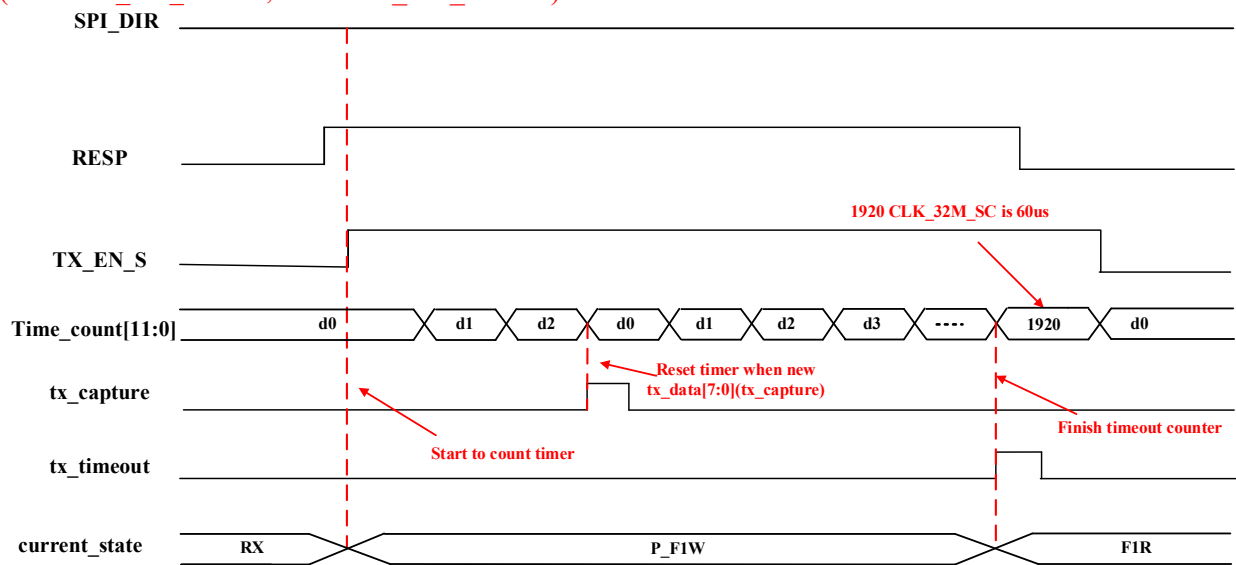 SPI_DIR
RESP
1920 CLK_32M_SC is 60us
TX_EN_S
Time_count[11:0]
d0 d1 d2 d0 d1 d2 d3 ---- 1920 d0
Reset timer when new
tx_data[7:0](tx_capture)
tx_capture
Finish timeout counter
Start to count timer
tx_timeout
current_state
RX P_F1W F1R